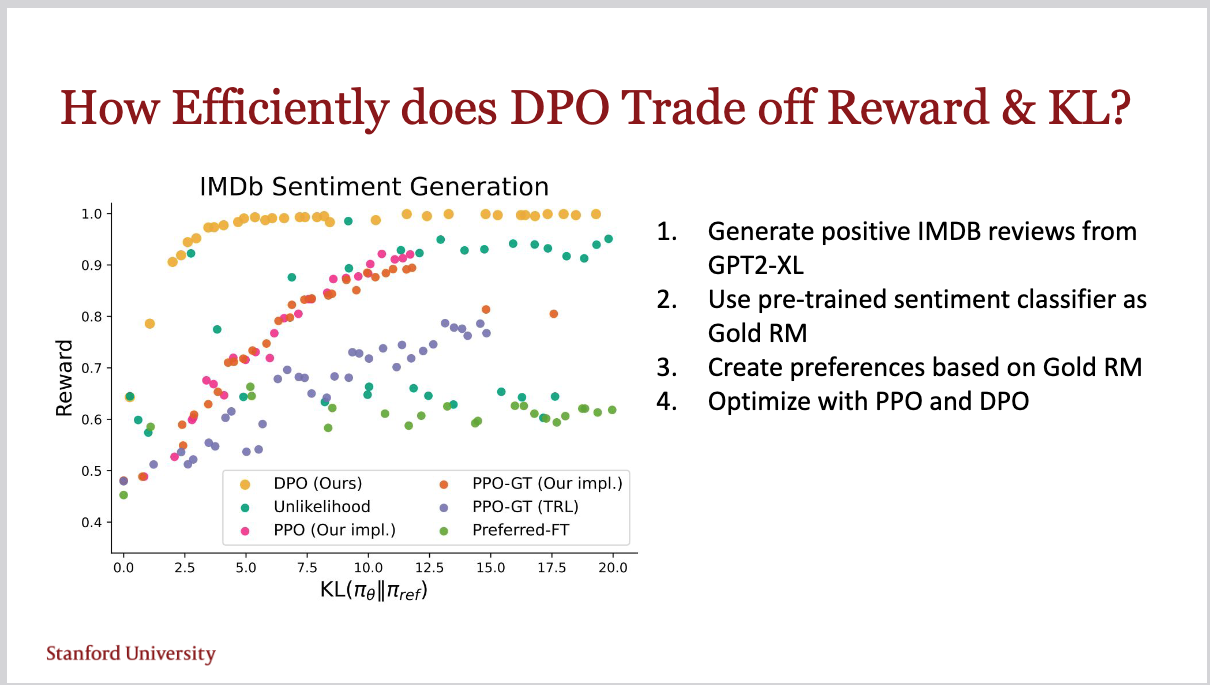 How Efficiently does DPO Trade off Reward & KL?
IMDb Sentiment Generation
1.0
0.9
0.8
0.7
0.6
0.5
0.4
Reward
DPO (Ours)
Unlikelihood
PPO (Our impl.)
PPO-GT (Our impl.)
PPO-GT (TRL)
Preferred-FT
0.0 2.5 5.0 7.5 10.0 12.5 15.0 17.5 20.0
KL(πθ‖πref)
1. Generate positive IMDB reviews from
GPT2-XL
2. Use pre-trained sentiment classifier as
Gold RM
3. Create preferences based on Gold RM
4. Optimize with PPO and DPO
Stanford University